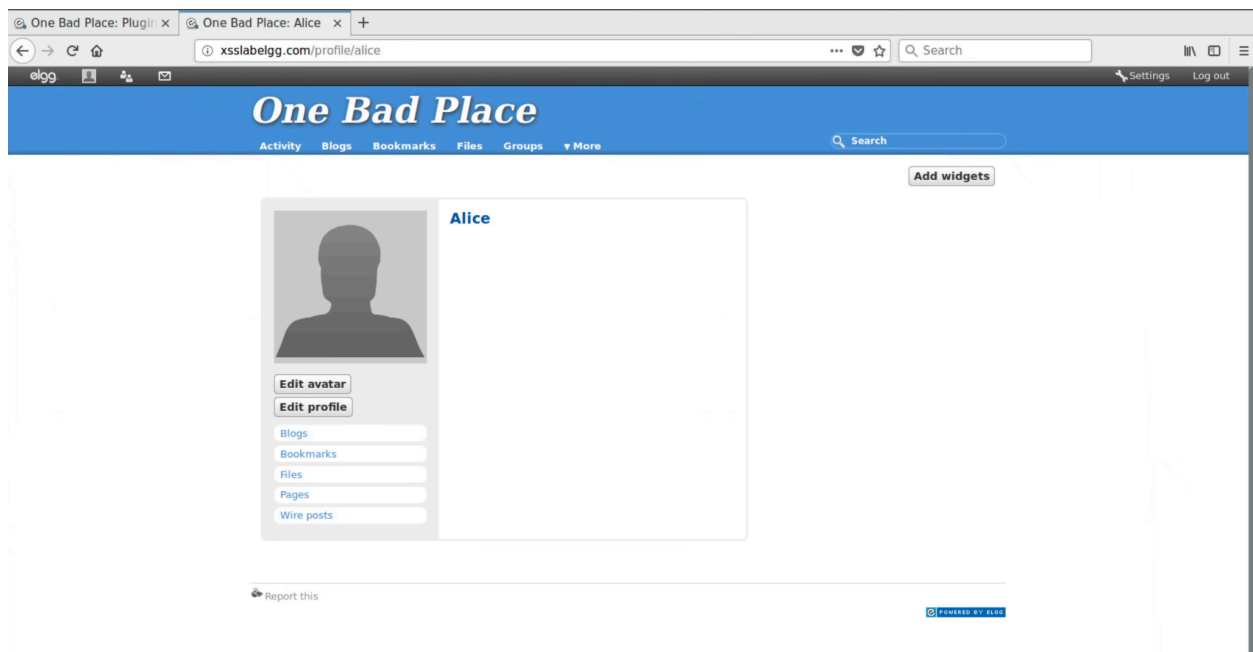 One Bad Place: Plugin
One Bad Place: Alice
xsslabelgg.com/profile/alice
Search
elgg
Settings
Log out
One Bad Place
Activity
Blogs
Bookmarks
Files
Groups
▼ More
Search
Add widgets
Alice
Edit avatar
Edit profile
Blogs
Bookmarks
Files
Pages
Wire posts
Report this
POWERED BY ELGG